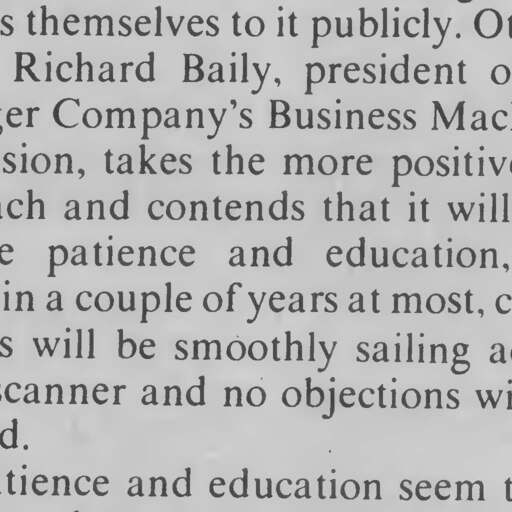 s themselves to it publicly. Ot
Richard Baily, president o
ger Company's Business Mac
sion, takes the more positive
ach and contends that it will
e patience and education,
in a couple of years at most, c
s will be smoothly sailing a
scanner and no objections wi
d.
atience and education seem t